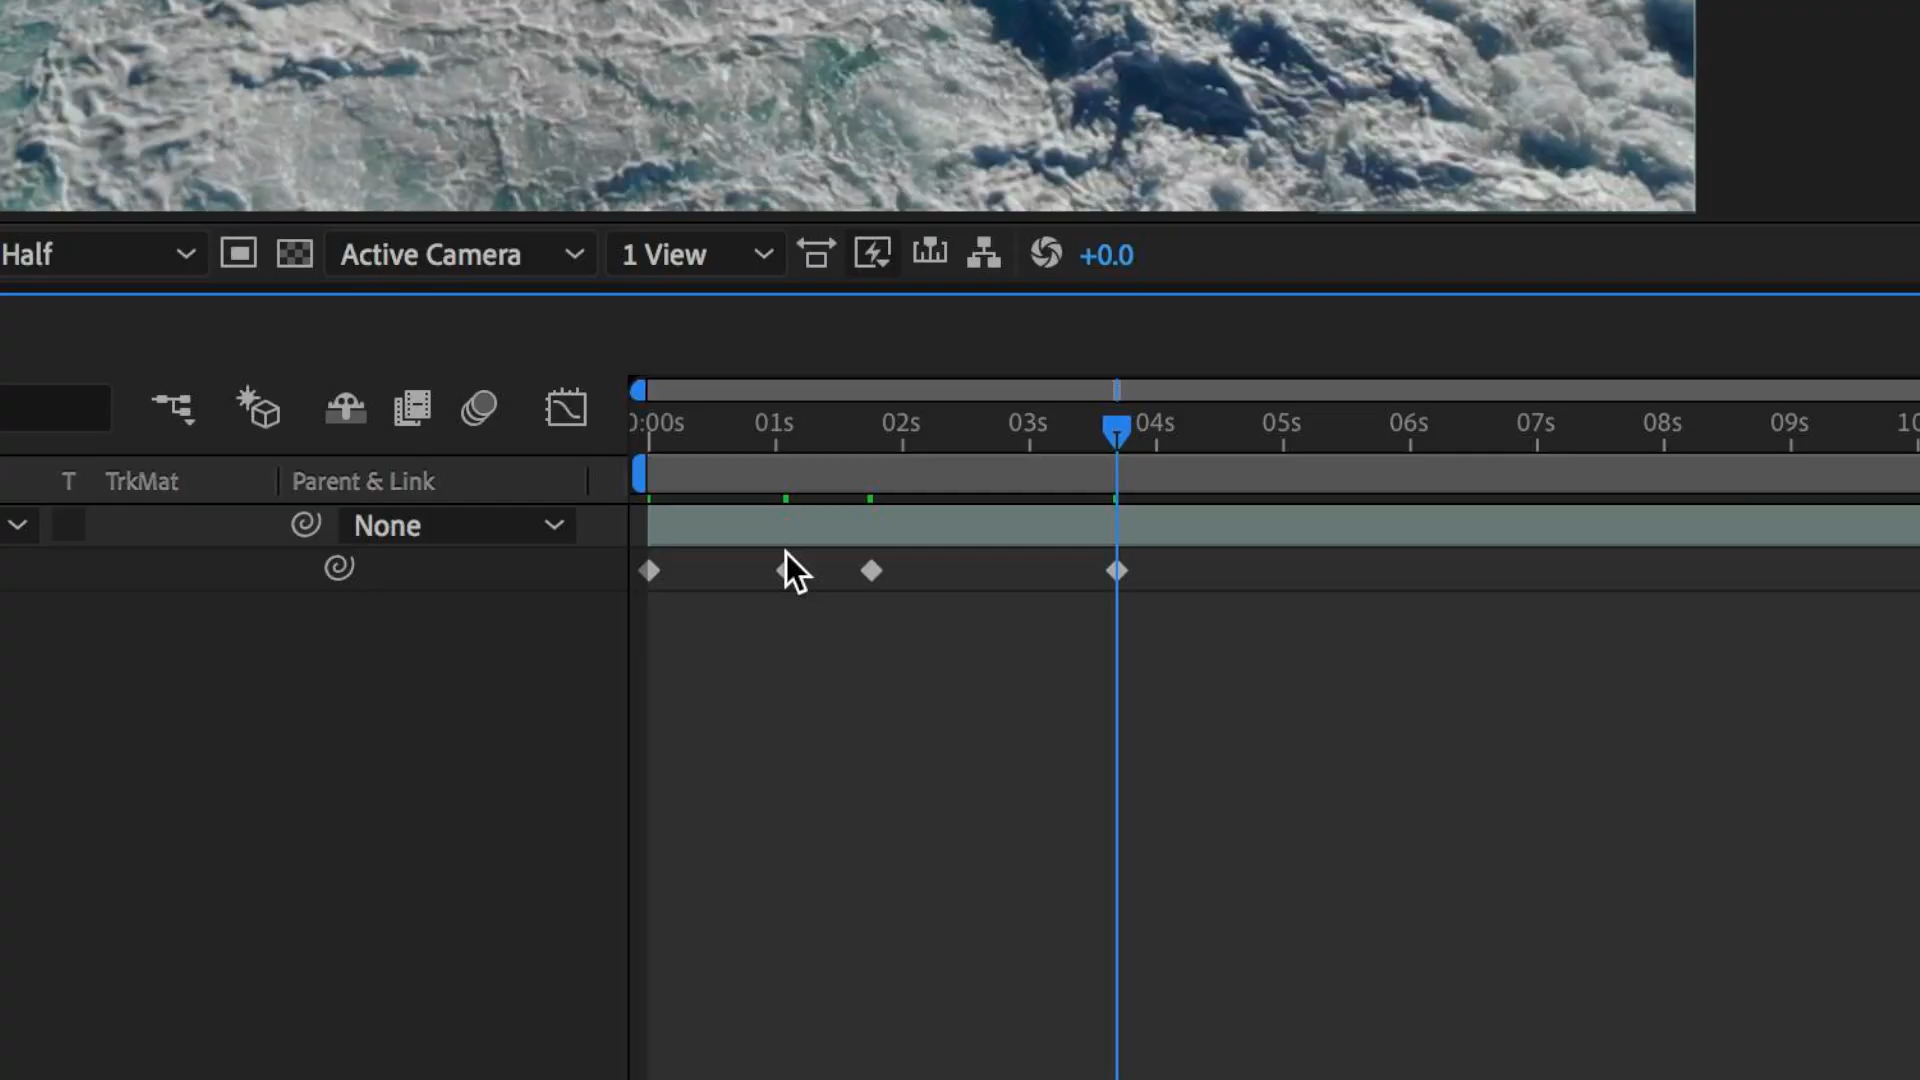 Half Active Camera 1 View +0.0
0:00s 01s 02s 03s 04s 05s 06s 07s 08s 09s 10
T TrkMat Parent & Link
None